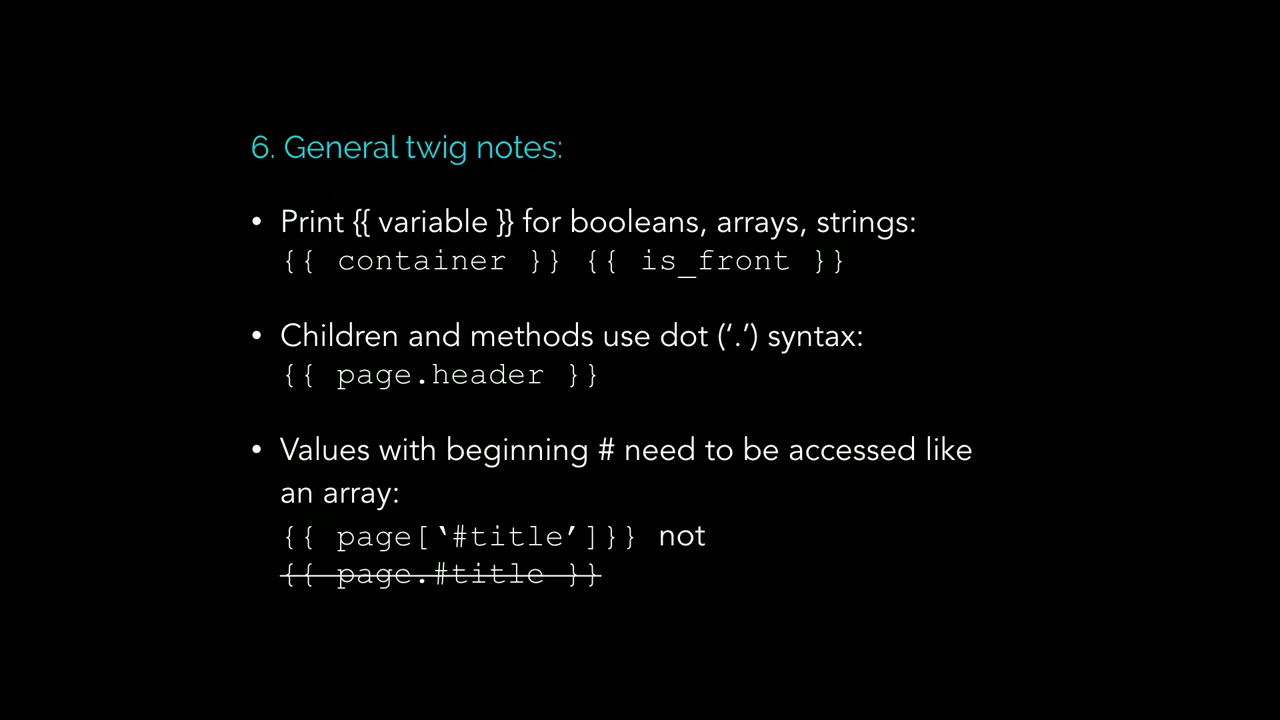 6. General twig notes:
• Print {{ variable }} for booleans, arrays, strings:
{{ container }} {{ is_front }}
• Children and methods use dot (‘.’) syntax:
{{ page.header }}
• Values with beginning # need to be accessed like
an array:
{{ page[‘#title’]}} not
{{ page.#title }}